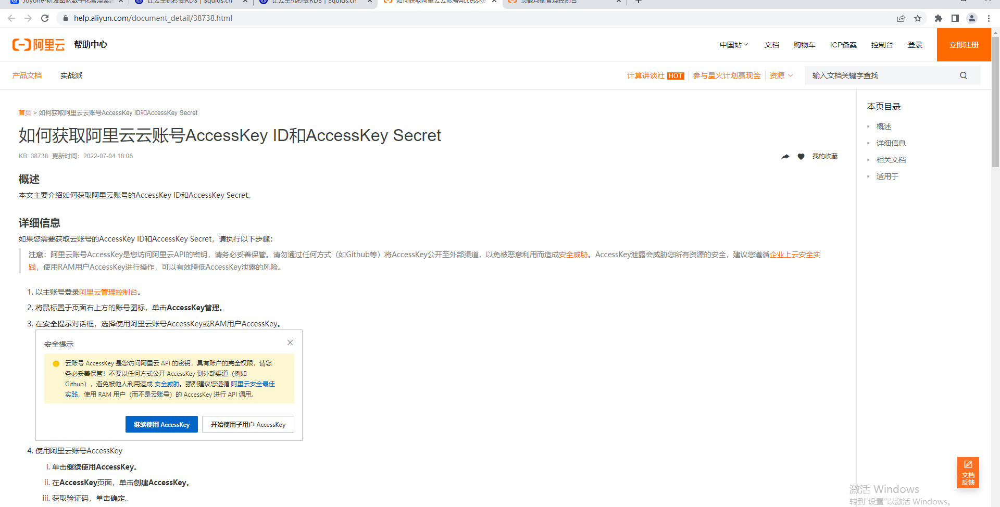 Joyone-研发团队数字化管理系统
让云主机秒变RDS | Squids.cn
让云主机秒变RDS | Squids.cn
如何获取阿里云云账号AccessKe
负载均衡管理控制台
help.aliyun.com/document_detail/38738.html
阿里云 帮助中心
中国站 文档 购物车 ICP备案 控制台 登录 立即注册
产品文档 实战派
计算讲谈社 HOT 参与星火计划赢现金 资源 输入文档关键字查找
首页 > 如何获取阿里云云账号AccessKey ID和AccessKey Secret
如何获取阿里云云账号AccessKey ID和AccessKey Secret
KB: 38738 更新时间：2022-07-04 18:06
我的收藏
概述
本文主要介绍如何获取阿里云账号的AccessKey ID和AccessKey Secret。
详细信息
如果您需要获取云账号的AccessKey ID和AccessKey Secret，请执行以下步骤：
注意：阿里云账号AccessKey是您访问阿里云API的密钥，请务必妥善保管。请勿通过任何方式（如Github等）将AccessKey公开至外部渠道，以免被恶意利用而造成安全威胁。AccessKey泄露会威胁您所有资源的安全，建议您遵循企业上云安全实
践，使用RAM用户AccessKey进行操作，可以有效降低AccessKey泄露的风险。
1. 以主账号登录阿里云管理控制台。
2. 将鼠标置于页面右上方的账号图标，单击AccessKey管理。
3. 在安全提示对话框，选择使用阿里云账号AccessKey或RAM用户AccessKey。
安全提示
云账号 AccessKey 是您访问阿里云 API 的密钥，具有账户的完全权限，请您
务必妥善保管！不要以任何方式公开 AccessKey 到外部渠道（例如
Github），避免被他人利用造成 安全威胁。强烈建议您遵循 阿里云安全最佳
实践，使用 RAM 用户（而不是云账号）的 AccessKey 进行 API 调用。
继续使用 AccessKey 开始使用子用户 AccessKey
4. 使用阿里云账号AccessKey
i. 单击继续使用AccessKey。
ii. 在AccessKey页面，单击创建AccessKey。
iii. 获取验证码，单击确定。
本页目录
概述
详细信息
相关文档
适用于
文档
反馈
激活 Windows
转到“设置”以激活 Windows。